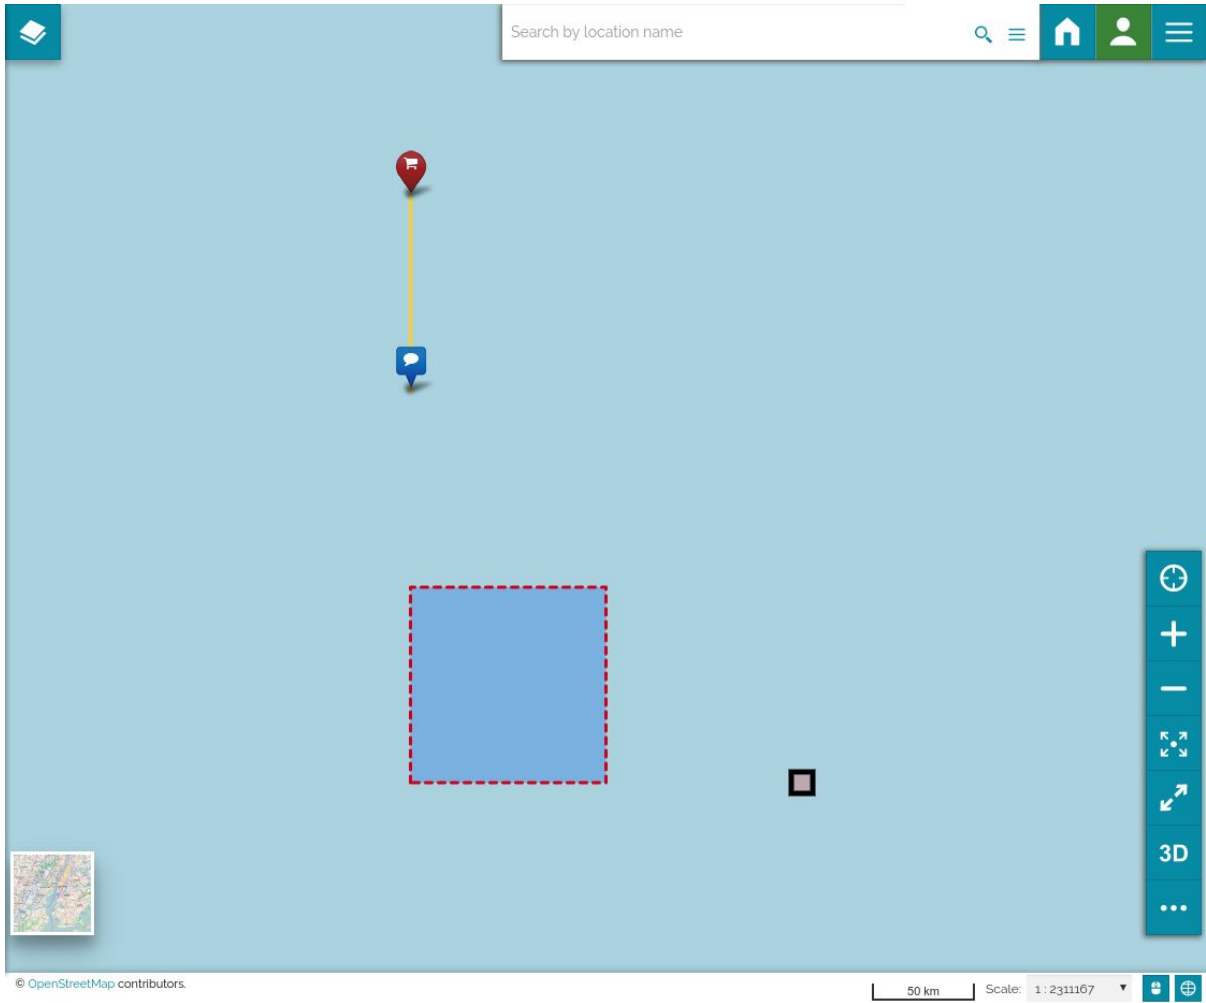 Search by location name
3D
© OpenStreetMap contributors.
50 km
Scale: 1 : 2311167